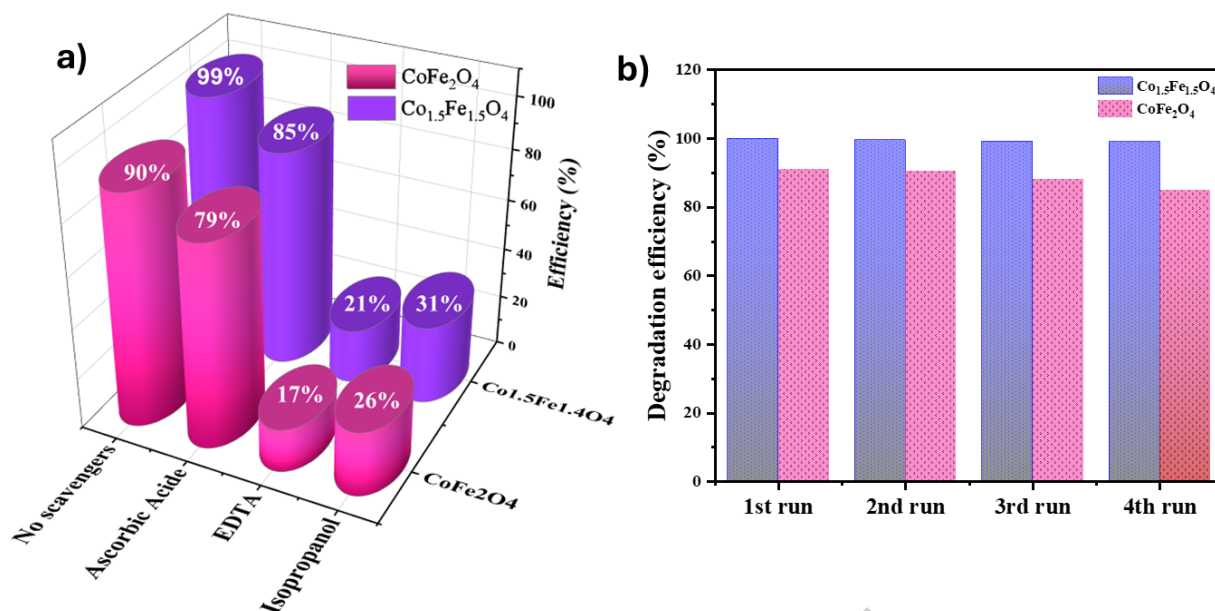 a)
CoFe₂O₄
Co₁.₅Fe₁.₅O₄
99%
85%
21%
31%
90%
79%
17%
26%
100
80
60
40
20
0
Efficiency (%)
No scavengers
Ascorbic Acide
EDTA
Isopropanol
Co1.5Fe1.4O4
CoFe2O4
b)
Co₁.₅Fe₁.₅O₄
CoFe₂O₄
120
100
80
60
40
20
0
Degradation efficiency (%)
1st run
2nd run
3rd run
4th run